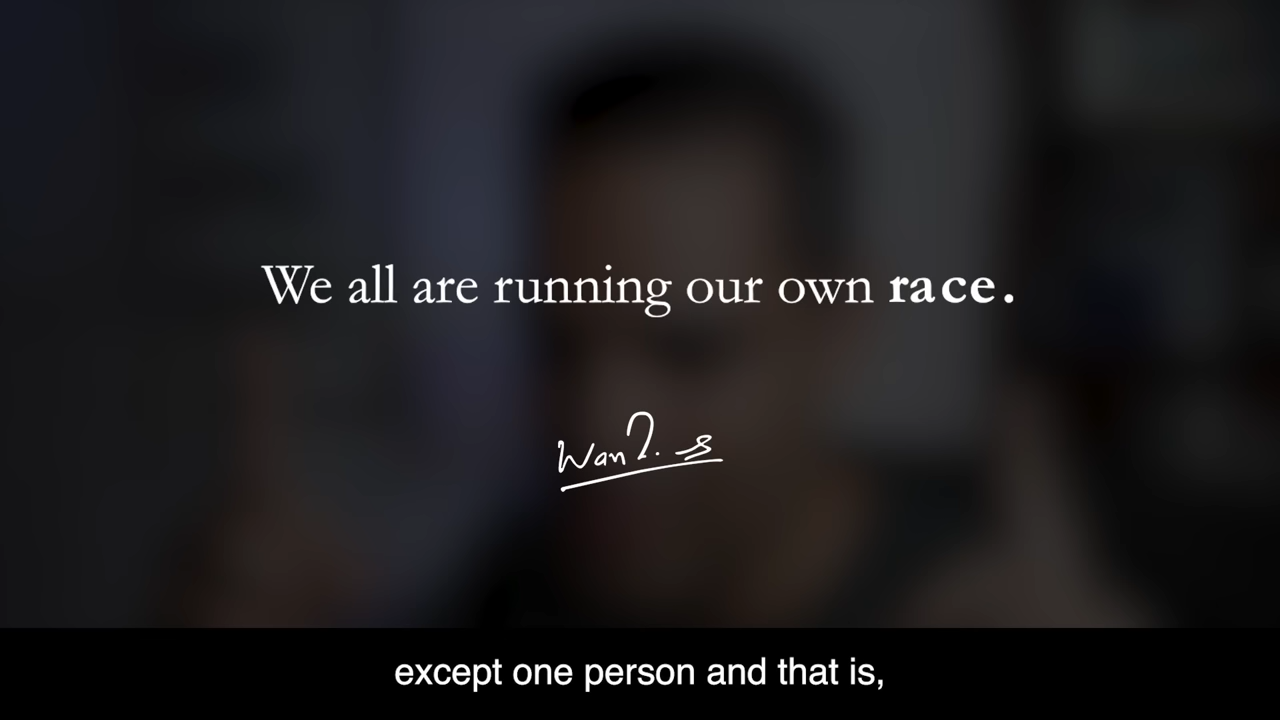 We all are running our own race.
except one person and that is,